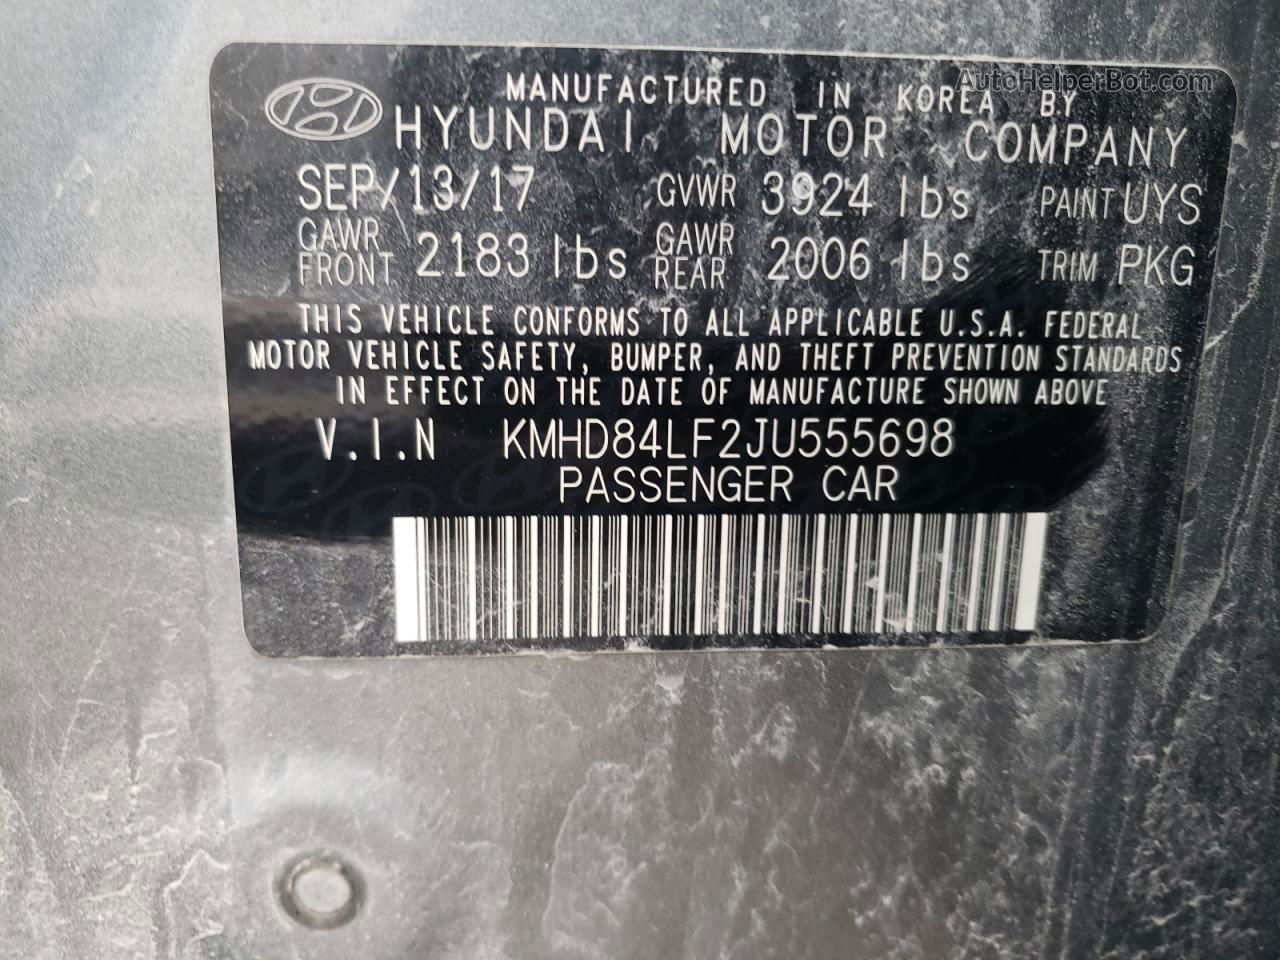 AutoHelperBot.com
MANUFACTURED IN KOREA BY
HYUNDAI MOTOR COMPANY
SEP/13/17 GVWR 3924 lbs PAINT UYS
GAWR FRONT 2183 lbs GAWR REAR 2006 lbs TRIM PKG
THIS VEHICLE CONFORMS TO ALL APPLICABLE U.S.A. FEDERAL
MOTOR VEHICLE SAFETY, BUMPER, AND THEFT PREVENTION STANDARDS
IN EFFECT ON THE DATE OF MANUFACTURE SHOWN ABOVE
V.I.N KMHD84LF2JU555698
PASSENGER CAR